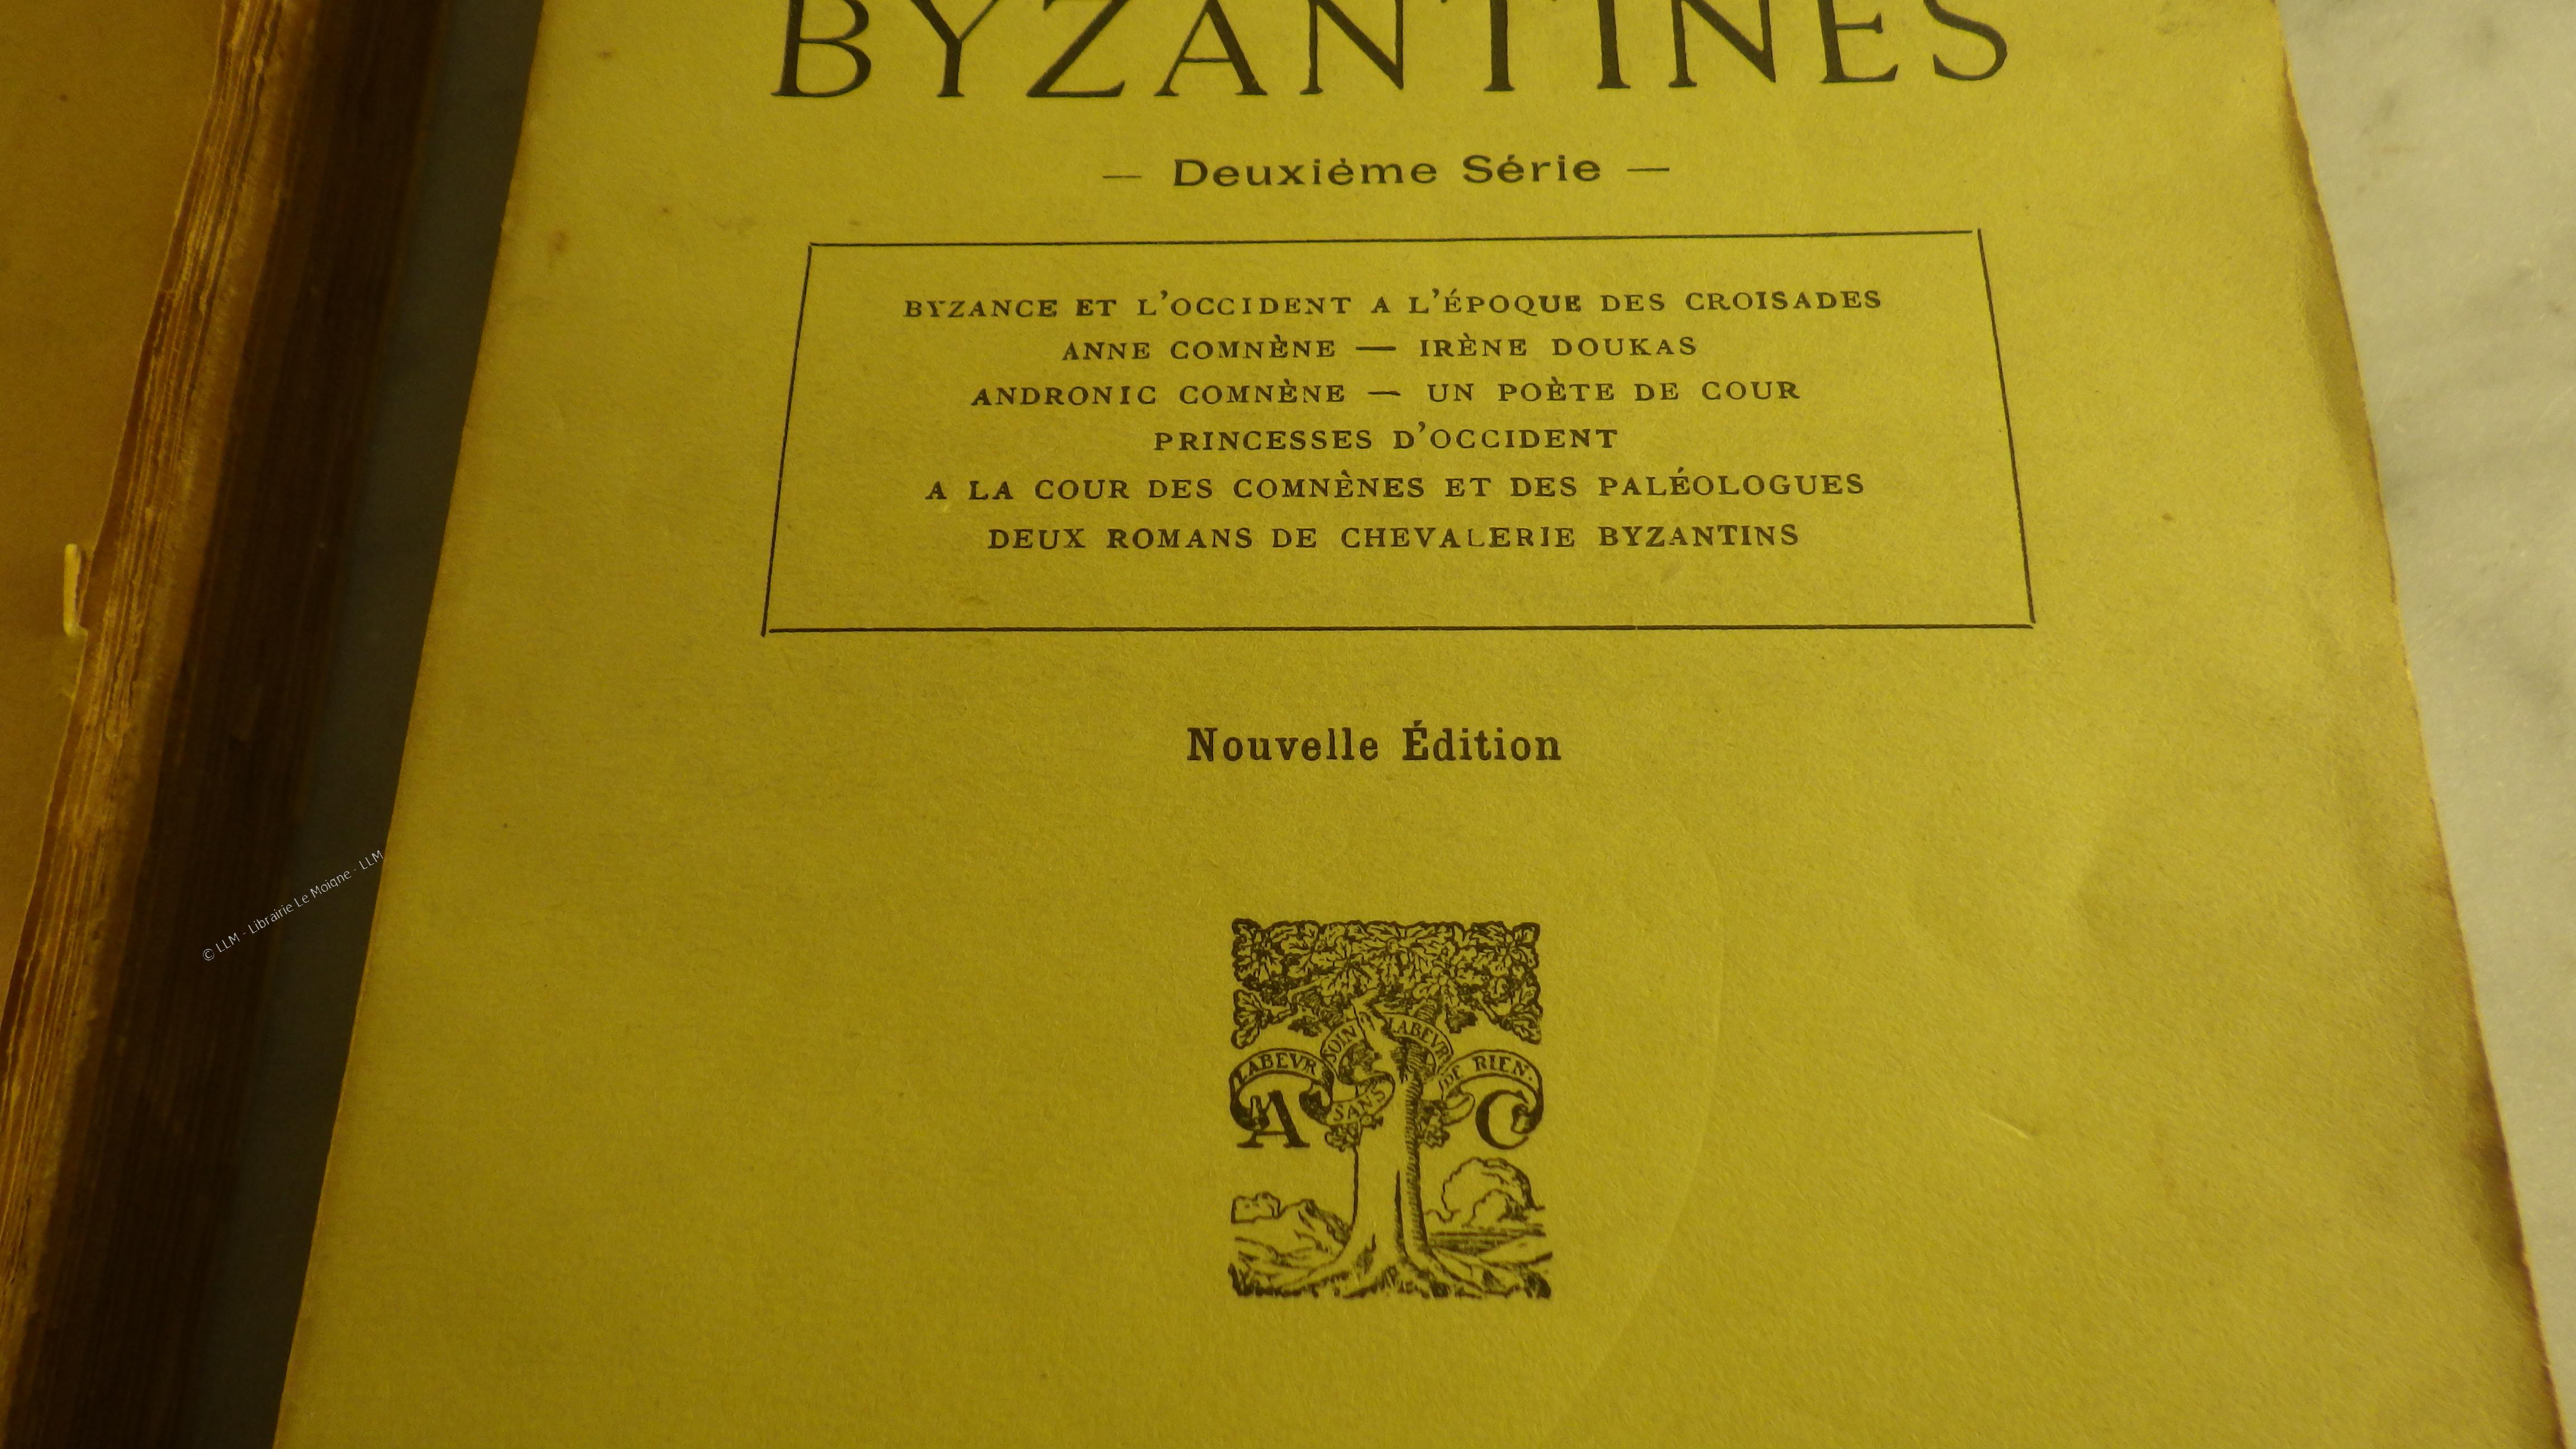 BYZANTINES
— Deuxième Série —
BYZANCE ET L'OCCIDENT A L'ÉPOQUE DES CROISADES
ANNE COMNÈNE — IRÈNE DOUKAS
ANDRONIC COMNÈNE — UN POÈTE DE COUR
PRINCESSES D'OCCIDENT
A LA COUR DES COMNÈNES ET DES PALÉOLOGUES
DEUX ROMANS DE CHEVALERIE BYZANTINS
Nouvelle Édition
© LLM - Librairie Le Moigne - LLM
LABEVR SANS SOIN LABEVR DE RIEN
A C